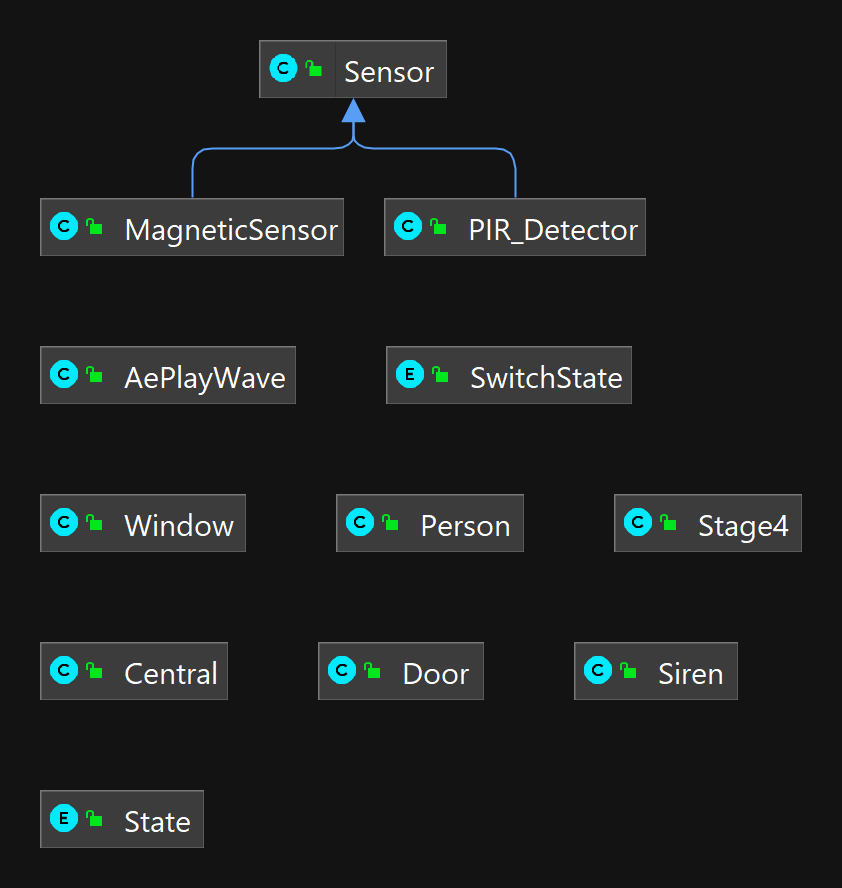 C Sensor
C MagneticSensor
C PIR_Detector
C AePlayWave
E SwitchState
C Window
C Person
C Stage4
C Central
C Door
C Siren
E State